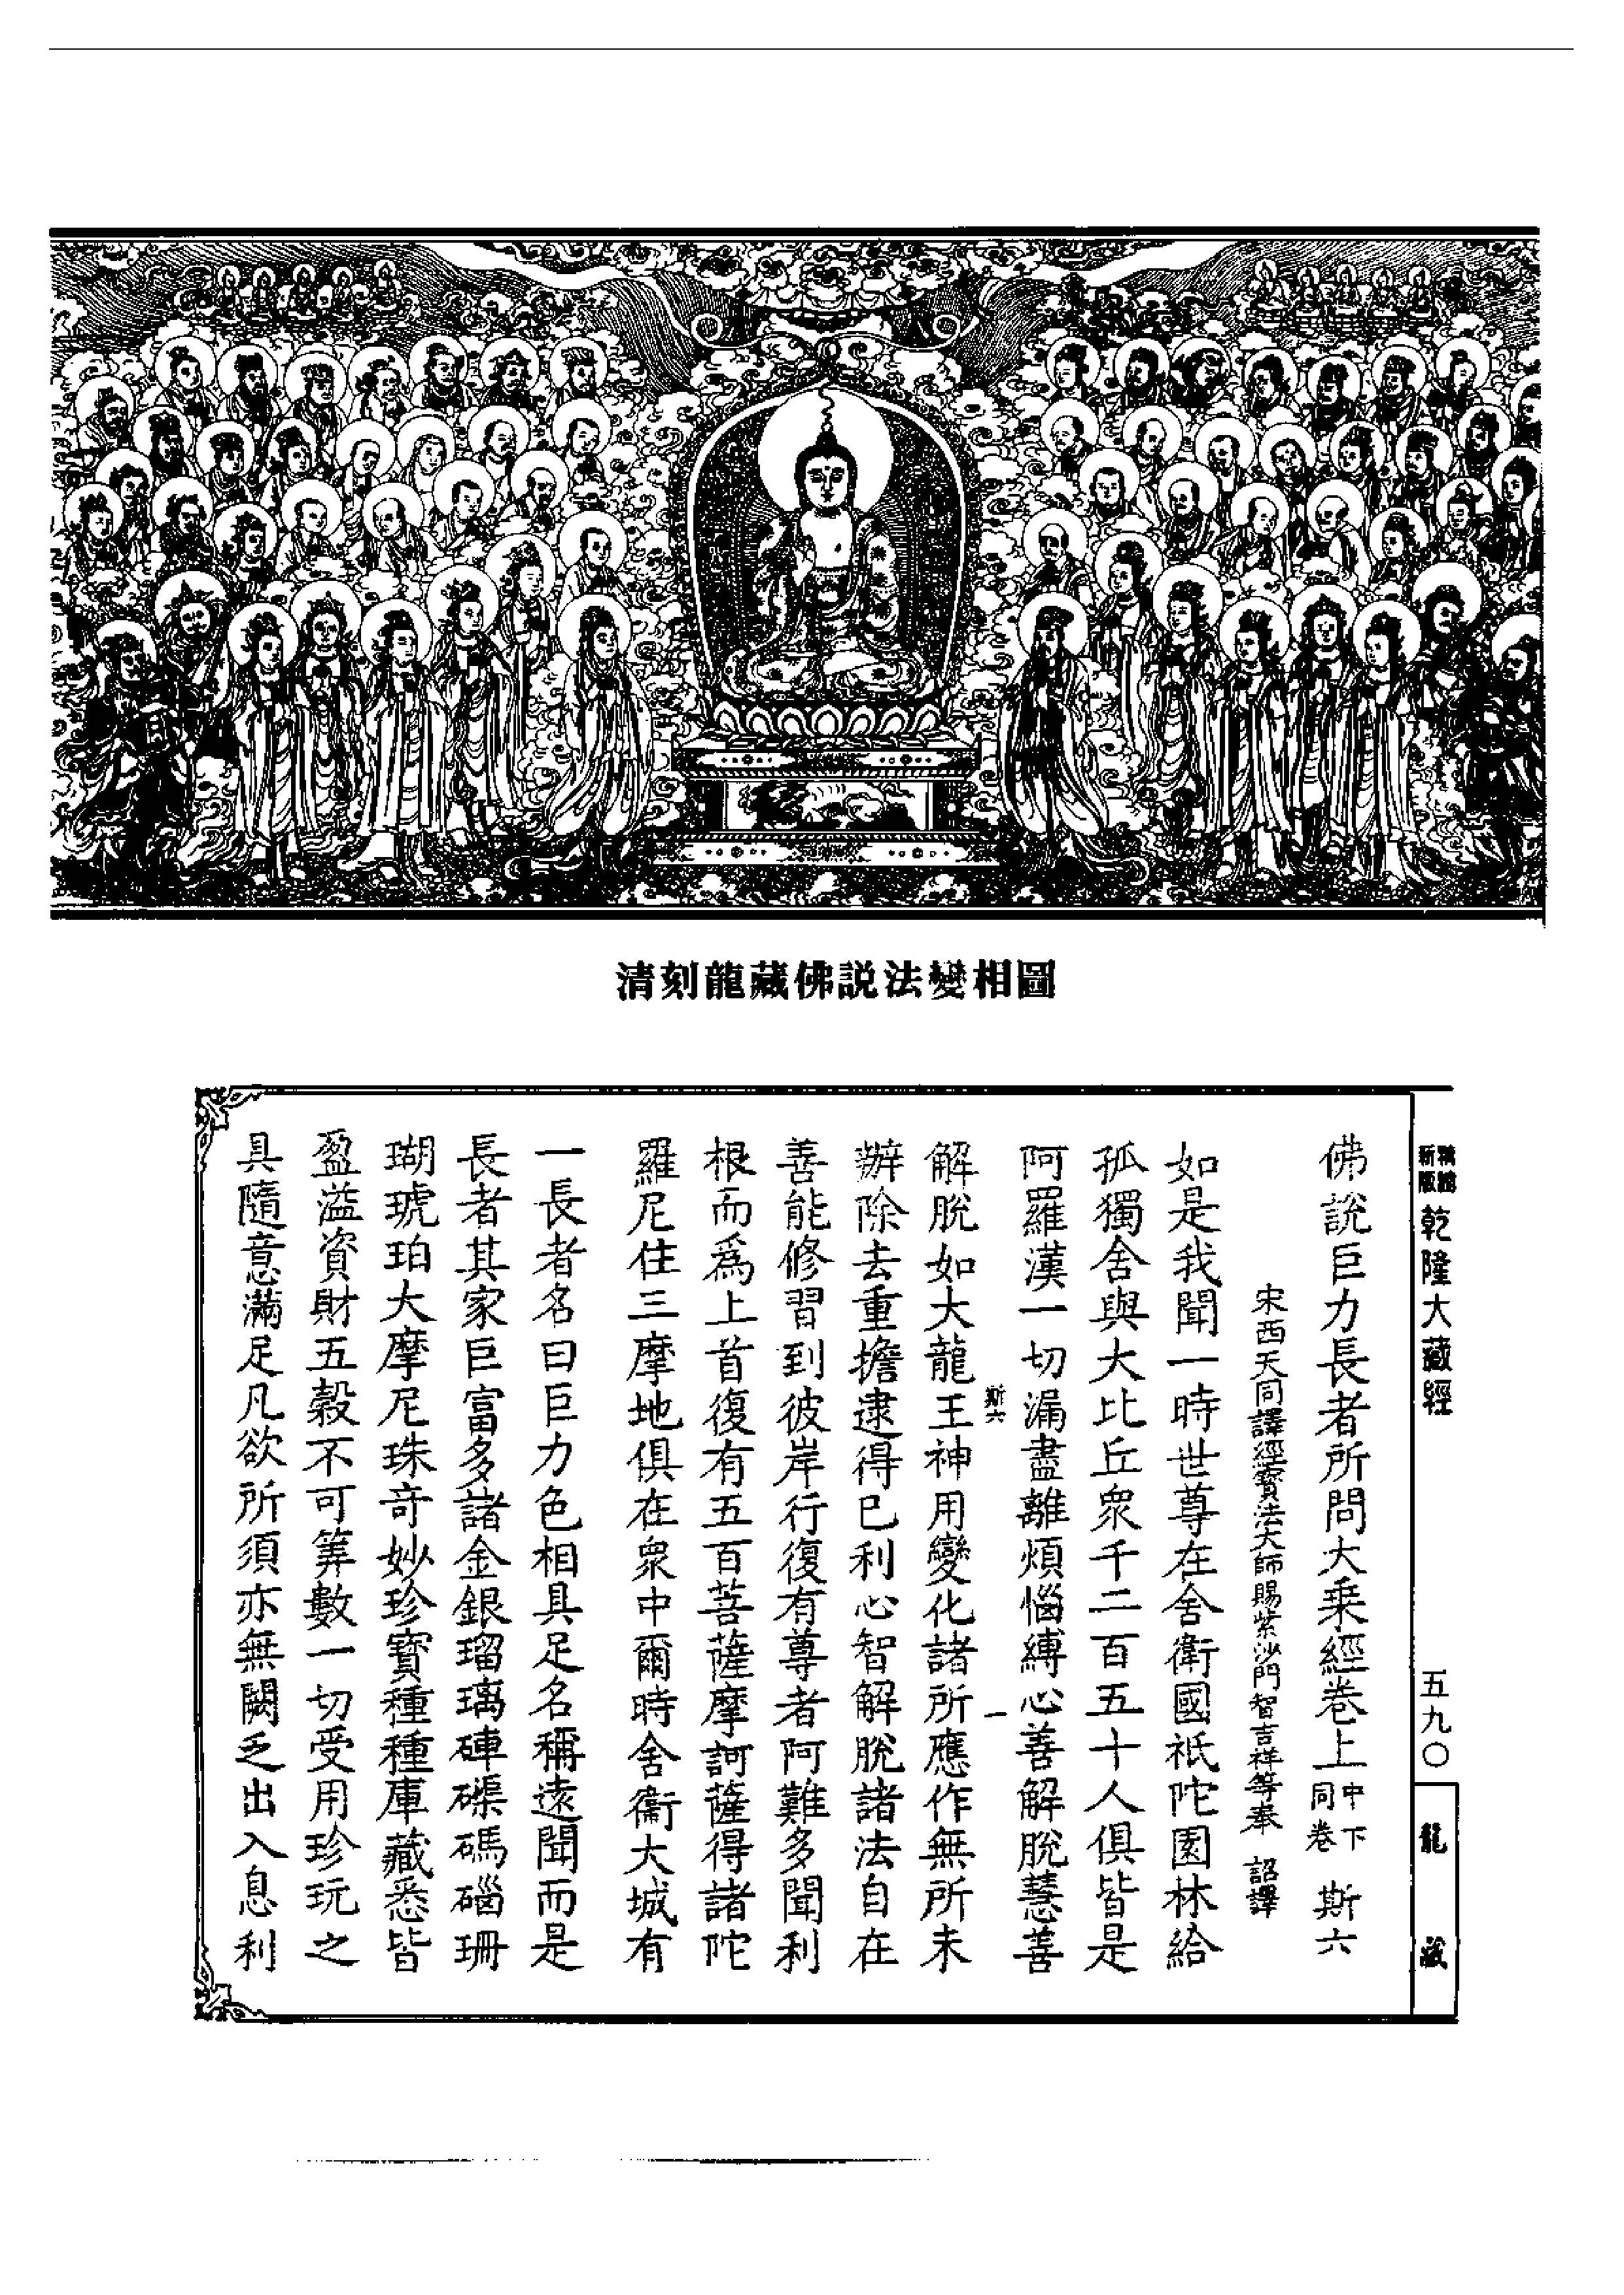 清刻龍藏佛説法變相圖
新版
乾隆大藏經
五九〇
龍藏
佛說巨力長者所問大乘經卷上 中下同卷 斯六
宋西天同譯經寶法大師賜紫沙門智吉祥等奉 詔譯
如是我聞一時世尊在舍衛國祇陀園林給
孤獨舍與大比丘衆千二百五十人俱皆是
阿羅漢一切漏盡離煩惱縛心善解脫慧善
斯六 一
解脫如大龍王神用變化諸所應作無所未
辦除去重擔逮得已利心智解脫諸法自在
善能修習到彼岸行復有尊者阿難多聞利
根而爲上首復有五百菩薩摩訶薩得諸陀
羅尼住三摩地俱在衆中爾時舍衞大城有
一長者名曰巨力色相具足名稱遠聞而是
長者其家巨富多諸金銀瑠璃硨磲碼碯珊
瑚琥珀大摩尼珠奇妙珍寶種種庫藏悉皆
盈溢資財五穀不可筭數一切受用珍玩之
具隨意滿足凡欲所須亦無闕乏出入息利